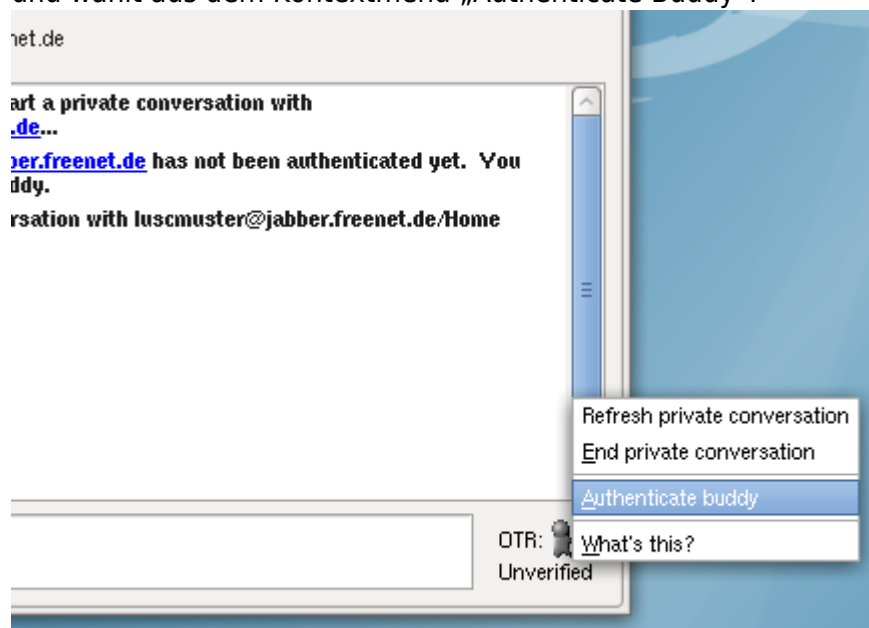 und wählt aus dem Kontextmenü „Authenticate Buddy“.
net.de
art a private conversation with
.de...
ber.freenet.de has not been authenticated yet. You
ddy.
rsation with luscmuster@jabber.freenet.de/Home
Refresh private conversation
End private conversation
Authenticate buddy
What's this?
OTR:
Unverified